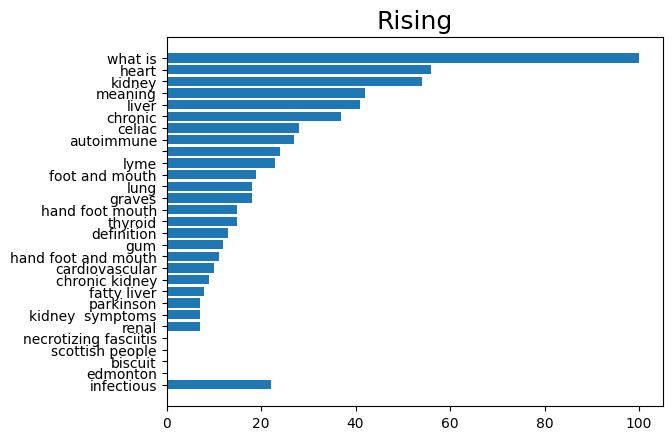 Rising
what is
heart
kidney
meaning
liver
chronic
celiac
autoimmune
lyme
foot and mouth
lung
graves
hand foot mouth
thyroid
definition
gum
hand foot and mouth
cardiovascular
chronic kidney
fatty liver
parkinson
kidney  symptoms
renal
necrotizing fasciitis
scottish people
biscuit
edmonton
infectious
0 20 40 60 80 100